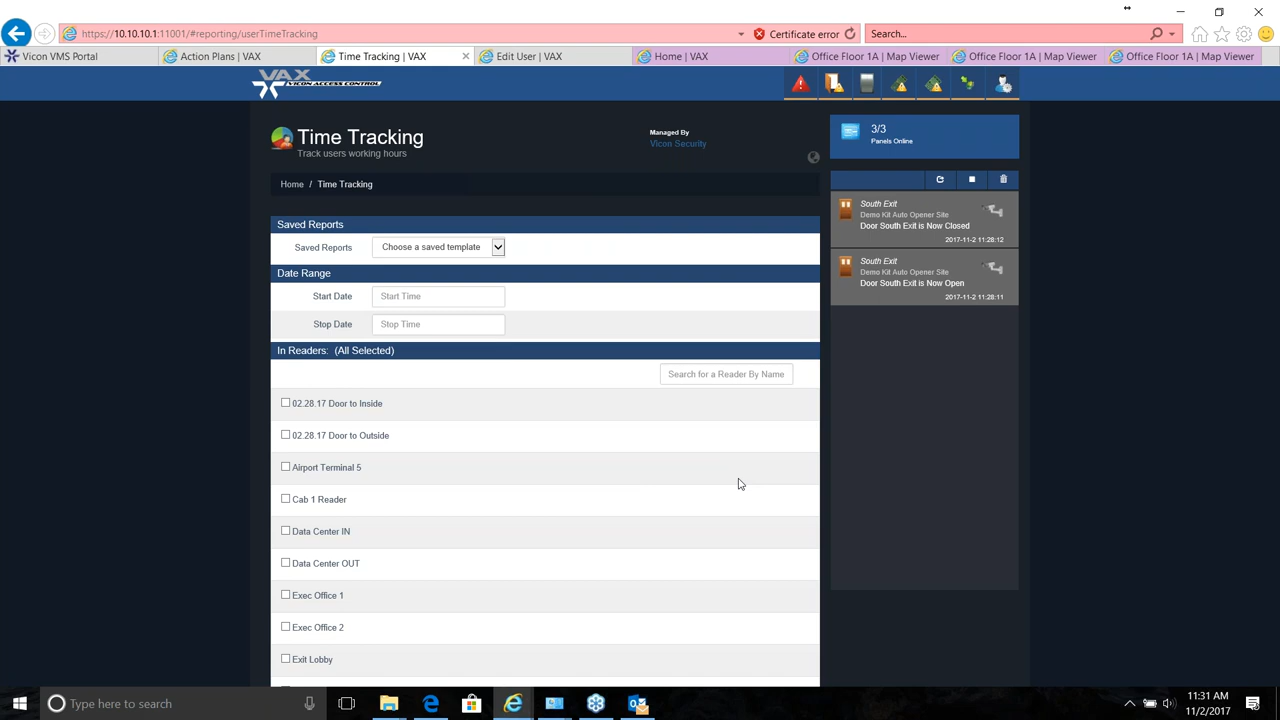 https://10.10.10.1:11001/#reporting/userTimeTracking
Certificate error
Search...
Vicon VMS Portal
Action Plans | VAX
Time Tracking | VAX
Edit User | VAX
Home | VAX
Office Floor 1A | Map Viewer
Office Floor 1A | Map Viewer
Office Floor 1A | Map Viewer
VAX
VICON ACCESS CONTROL
Time Tracking
Track users working hours
Managed By
Vicon Security
3/3
Panels Online
Home / Time Tracking
South Exit
Demo Kit Auto Opener Site
Door South Exit is Now Closed
2017-11-2 11:28:12
South Exit
Demo Kit Auto Opener Site
Door South Exit is Now Open
2017-11-2 11:28:11
Saved Reports
Saved Reports
Choose a saved template
Date Range
Start Date
Start Time
Stop Date
Stop Time
In Readers: (All Selected)
Search for a Reader By Name
02.28.17 Door to Inside
02.28.17 Door to Outside
Airport Terminal 5
Cab 1 Reader
Data Center IN
Data Center OUT
Exec Office 1
Exec Office 2
Exit Lobby
Type here to search
11:31 AM
11/2/2017